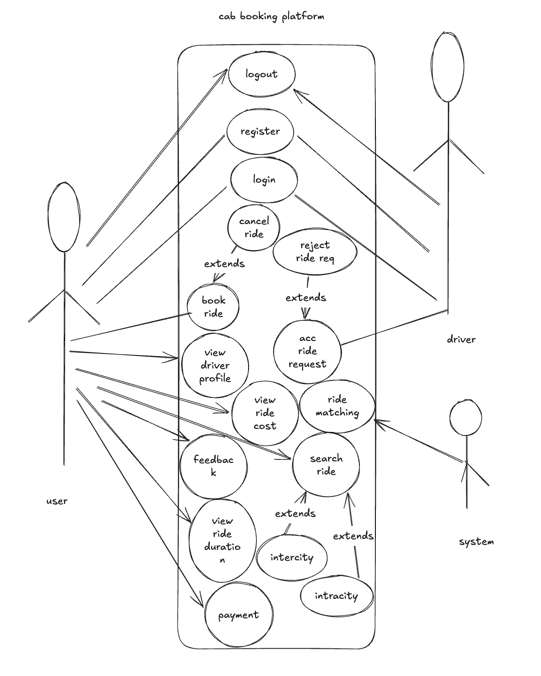 cab booking platform
logout
register
login
cancel
ride
reject
ride req
extends
extends
book
ride
acc
ride
request
driver
view
driver
profile
view
ride
cost
ride
matching
feedbac
k
search
ride
user
extends
view
ride
duratio
n
extends
system
intercity
intracity
payment